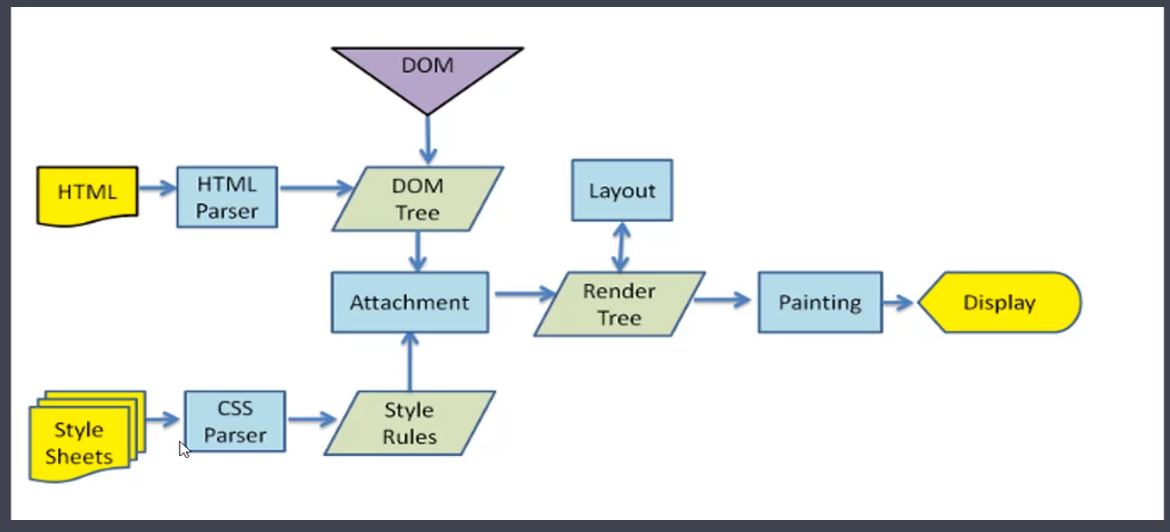 DOM
HTML
HTML
Parser
DOM
Tree
Layout
Attachment
Render
Tree
Painting
Display
Style
Sheets
CSS
Parser
Style
Rules